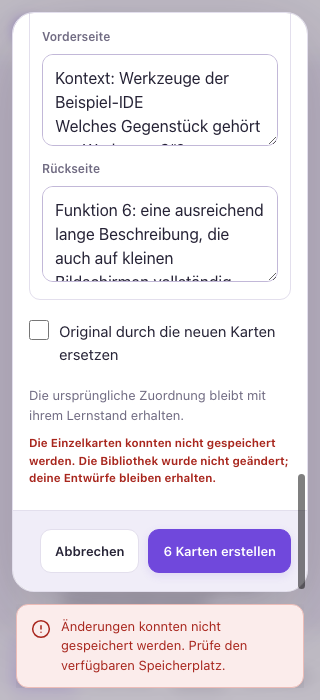 Vorderseite
Kontext: Werkzeuge der
Beispiel-IDE
Welches Gegenstück gehört
Rückseite
Funktion 6: eine ausreichend
lange Beschreibung, die
auch auf kleinen
Bildschirmen vollständig
Original durch die neuen Karten
ersetzen
Die ursprüngliche Zuordnung bleibt mit
ihrem Lernstand erhalten.
Die Einzelkarten konnten nicht gespeichert
werden. Die Bibliothek wurde nicht geändert;
deine Entwürfe bleiben erhalten.
Abbrechen
6 Karten erstellen
Änderungen konnten nicht
gespeichert werden. Prüfe den
verfügbaren Speicherplatz.